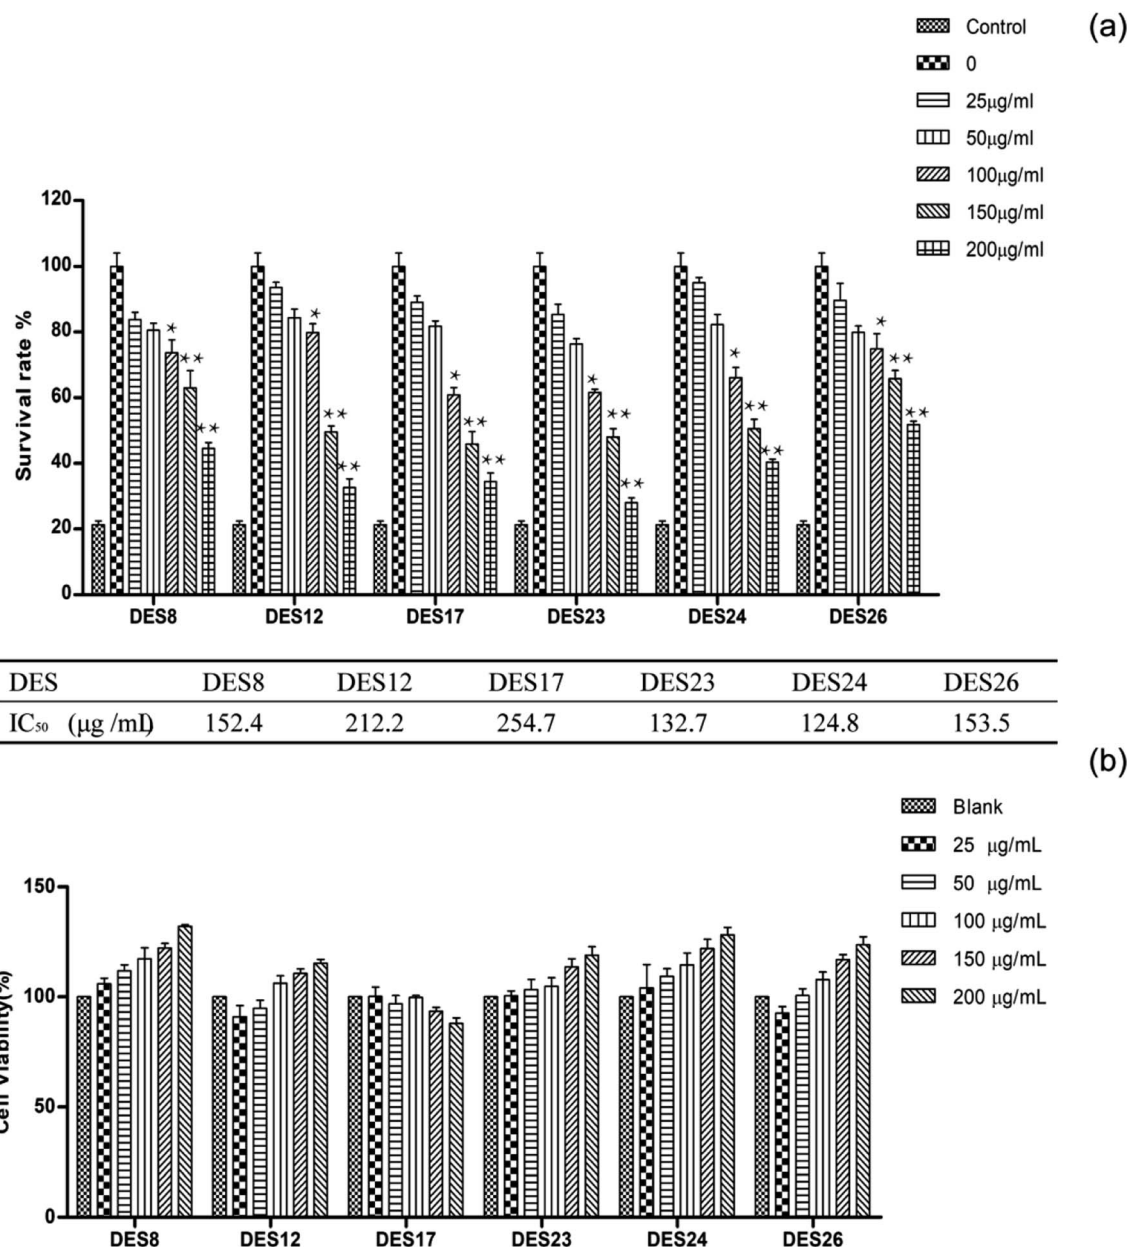 (a)
Control
0
25μg/ml
50μg/ml
100μg/ml
150μg/ml
200μg/ml
Survival rate %
120
100
80
60
40
20
0
* ** **
* ** **
* ** **
* ** **
* ** **
* ** **
DES8 DES12 DES17 DES23 DES24 DES26
DES DES8 DES12 DES17 DES23 DES24 DES26
IC50 (μg /mL) 152.4 212.2 254.7 132.7 124.8 153.5
(b)
Blank
25 μg/mL
50 μg/mL
100 μg/mL
150 μg/mL
200 μg/mL
Cell Viability(%)
150
100
50
0
DES8 DES12 DES17 DES23 DES24 DES26